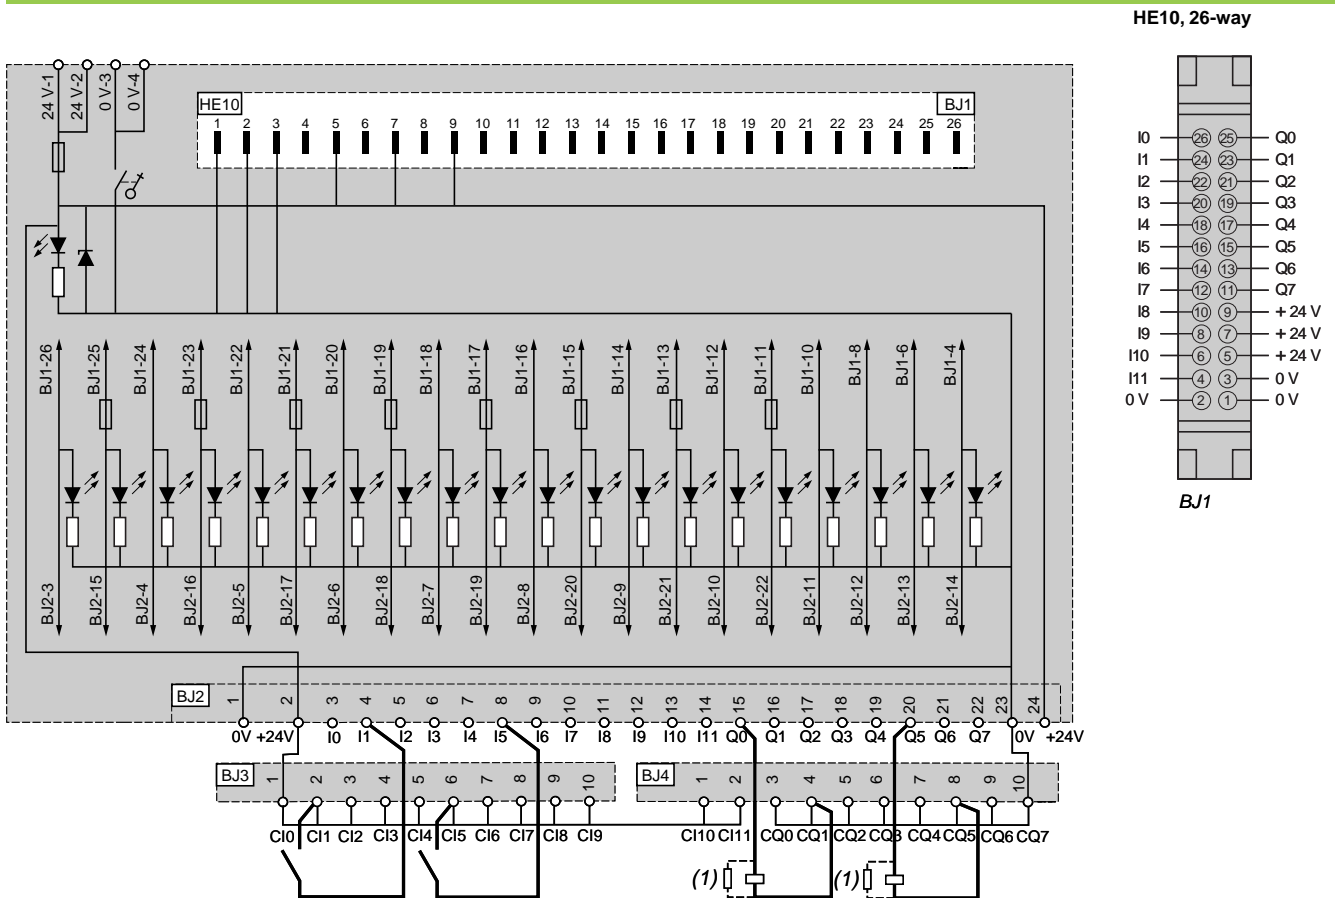 HE10, 26-way
24 V-1
24 V-2
0 V-3
0 V-4
HE10
BJ1
1 2 3 4 5 6 7 8 9 10 11 12 13 14 15 16 17 18 19 20 21 22 23 24 25 26
I0 26 25 Q0
I1 24 23 Q1
I2 22 21 Q2
I3 20 19 Q3
I4 18 17 Q4
I5 16 15 Q5
I6 14 13 Q6
I7 12 11 Q7
I8 10 9 + 24 V
I9 8 7 + 24 V
I10 6 5 + 24 V
I11 4 3 0 V
0 V 2 1 0 V
BJ1
BJ1-26
BJ1-25
BJ1-24
BJ1-23
BJ1-22
BJ1-21
BJ1-20
BJ1-19
BJ1-18
BJ1-17
BJ1-16
BJ1-15
BJ1-14
BJ1-13
BJ1-12
BJ1-11
BJ1-10
BJ1-8
BJ1-6
BJ1-4
BJ2-3
BJ2-15
BJ2-4
BJ2-16
BJ2-5
BJ2-17
BJ2-6
BJ2-18
BJ2-7
BJ2-19
BJ2-8
BJ2-20
BJ2-9
BJ2-21
BJ2-10
BJ2-22
BJ2-11
BJ2-12
BJ2-13
BJ2-14
BJ2
1 2 3 4 5 6 7 8 9 10 11 12 13 14 15 16 17 18 19 20 21 22 23 24
0V +24V I0 I1 I2 I3 I4 I5 I6 I7 I8 I9 I10 I11 Q0 Q1 Q2 Q3 Q4 Q5 Q6 Q7 0V +24V
BJ3
1 2 3 4 5 6 7 8 9 10
BJ4
1 2 3 4 5 6 7 8 9 10
CI0 CI1 CI2 CI3 CI4 CI5 CI6 CI7 CI8 CI9
CI10 CI11 CQ0 CQ1 CQ2 CQ3 CQ4 CQ5 CQ6 CQ7
(1)
(1)